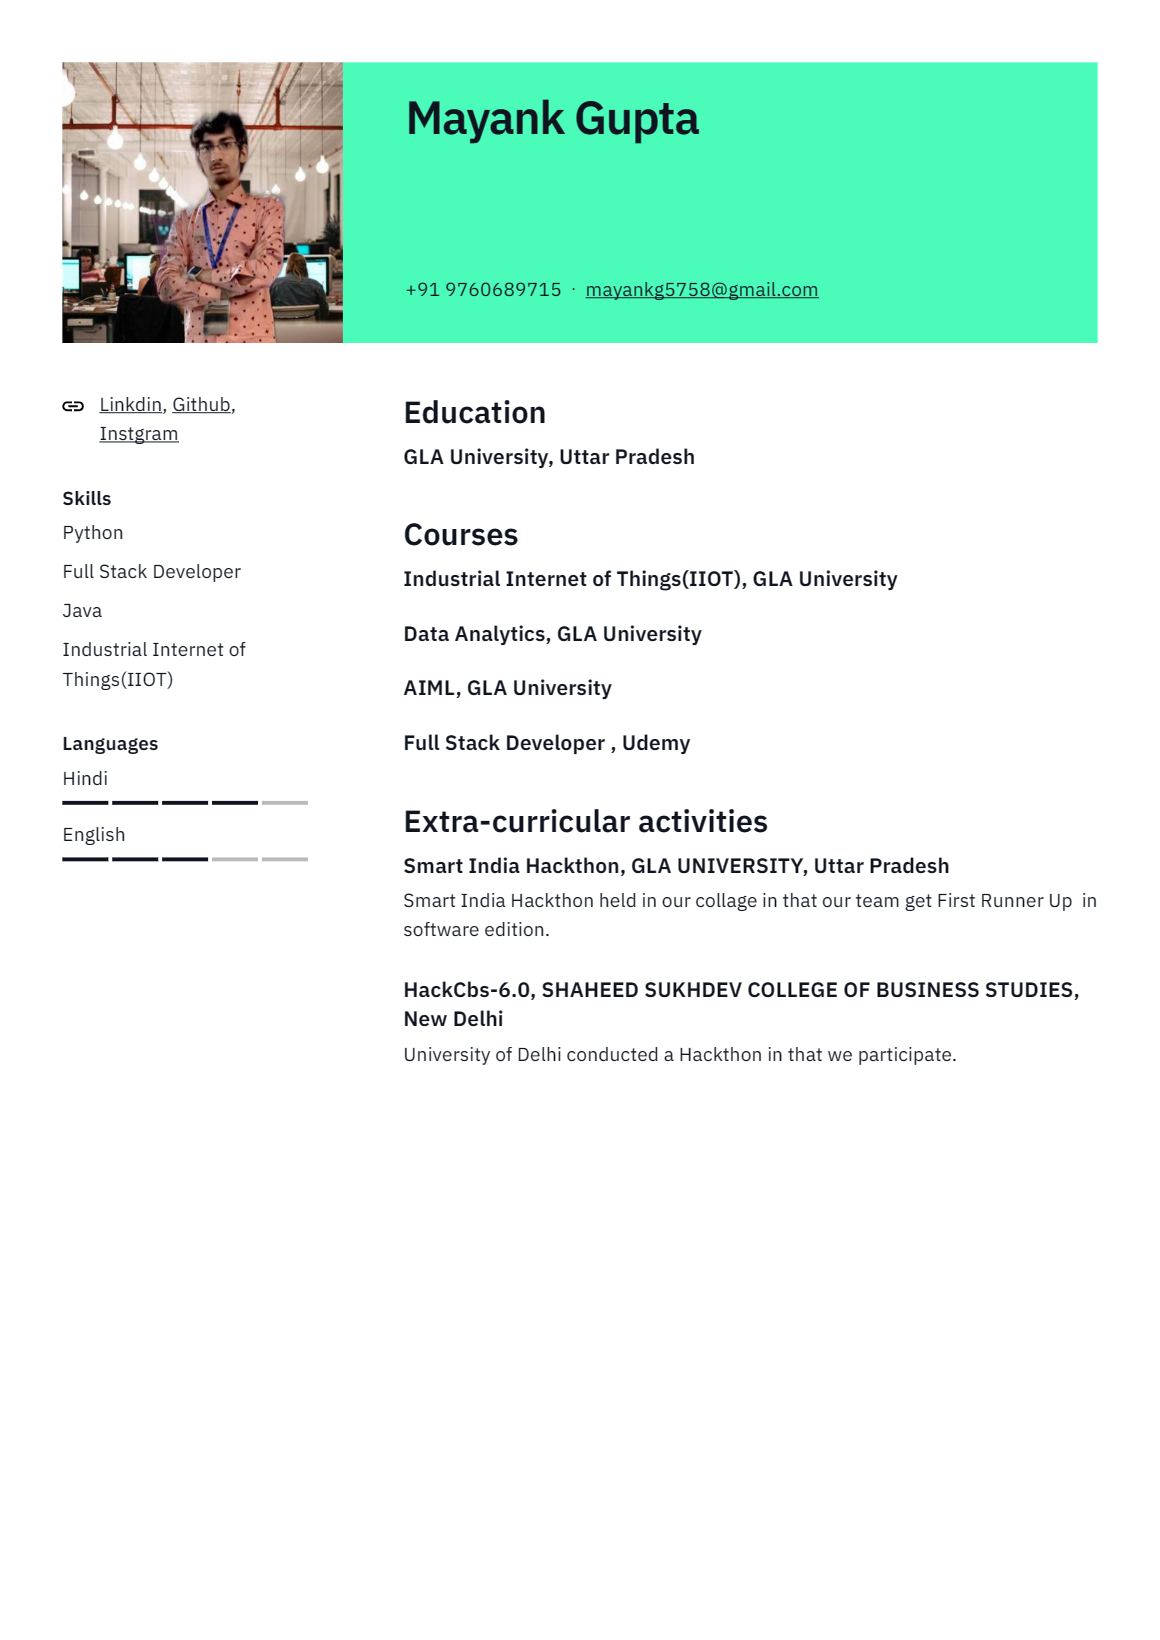 Mayank Gupta
+91 9760689715 · mayankg5758@gmail.com
Linkdin, Github,
Instgram
Skills
Python
Full Stack Developer
Java
Industrial Internet of
Things(IIOT)
Languages
Hindi
English
Education
GLA University, Uttar Pradesh
Courses
Industrial Internet of Things(IIOT), GLA University
Data Analytics, GLA University
AIML, GLA University
Full Stack Developer , Udemy
Extra-curricular activities
Smart India Hackthon, GLA UNIVERSITY, Uttar Pradesh
Smart India Hackthon held in our collage in that our team get First Runner Up  in
software edition.
HackCbs-6.0, SHAHEED SUKHDEV COLLEGE OF BUSINESS STUDIES,
New Delhi
University of Delhi conducted a Hackthon in that we participate.